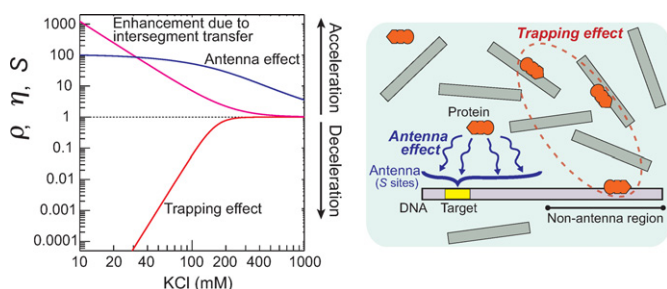 ρ, η, S
1000
100
10
1
0.1
0.01
0.001
0.0001
Enhancement due to
intersegment transfer
Antenna effect
Trapping effect
10
20
40
60
100
200
400
1000
KCl (mM)
Acceleration
Deceleration
Trapping effect
Protein
Antenna
effect
Antenna
(S sites)
DNA
Target
Non-antenna region